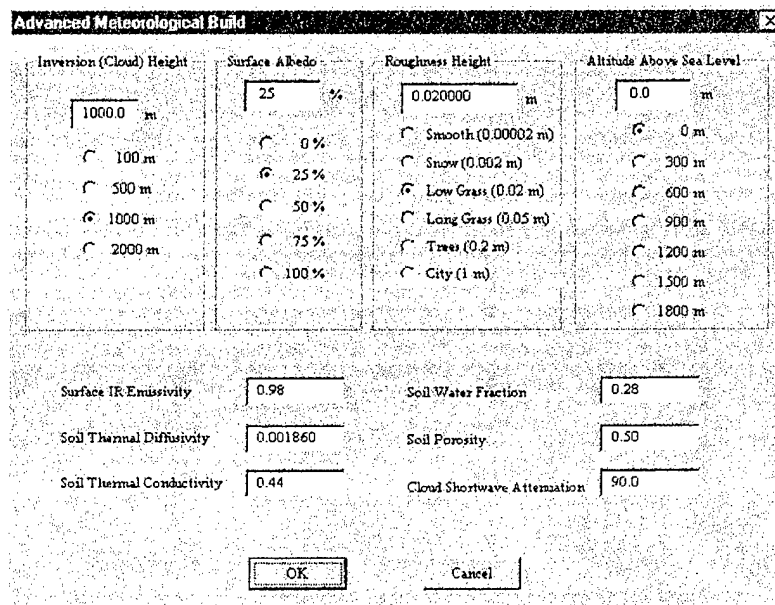 Advanced Meteorological Build
Inversion (Cloud) Height
1000.0 m
100 m
500 m
1000 m
2000 m
Surface Albedo
25 %
0 %
25 %
50 %
75 %
100 %
Roughness Height
0.020000 m
Smooth (0.00002 m)
Snow (0.002 m)
Low Grass (0.02 m)
Long Grass (0.05 m)
Trees (0.2 m)
City (1 m)
Altitude Above Sea Level
0.0 m
0 m
300 m
600 m
900 m
1200 m
1500 m
1800 m
Surface IR Emissivity 0.98
Soil Thermal Diffusivity 0.001860
Soil Thermal Conductivity 0.44
Soil Water Fraction 0.28
Soil Porosity 0.50
Cloud Shortwave Attenuation 90.0
OK
Cancel